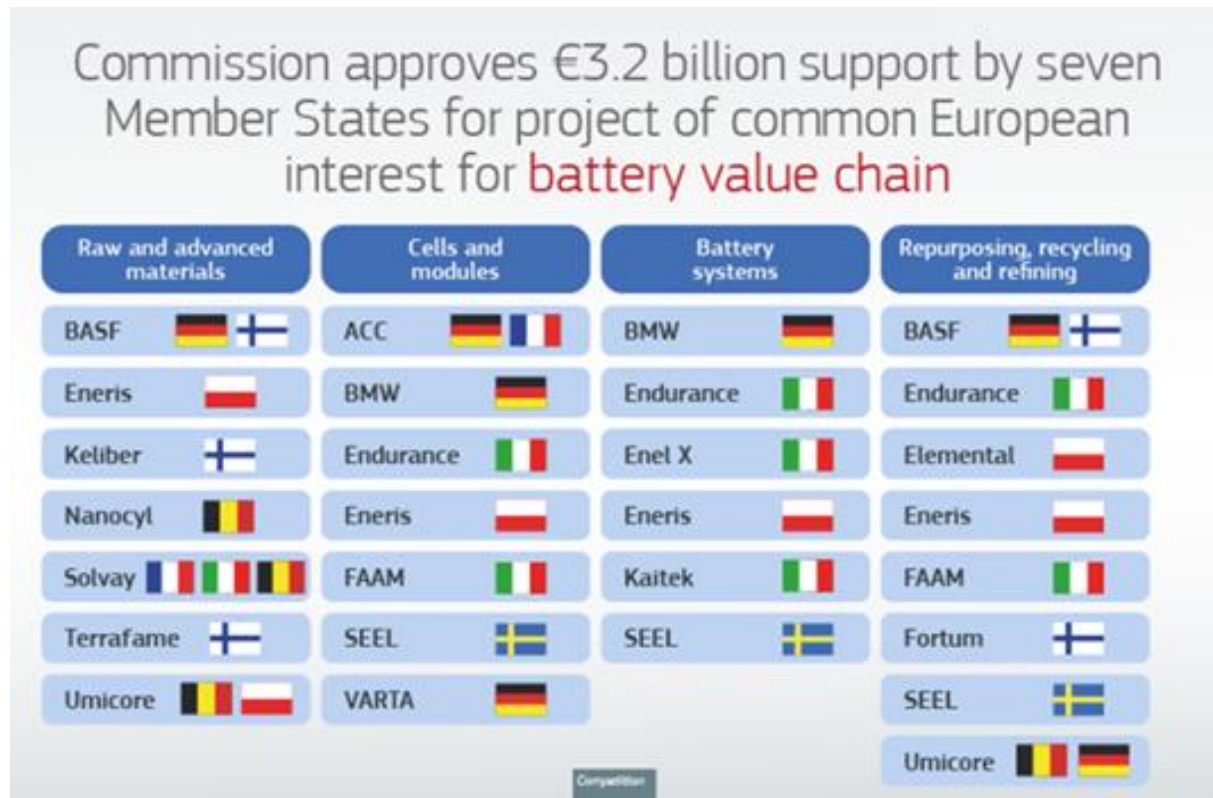 Commission approves €3.2 billion support by seven
Member States for project of common European
interest for battery value chain
Raw and advanced
materials
BASF
Eneris
Keliber
Nanocyl
Solvay
Terrafame
Umicore
Cells and
modules
ACC
BMW
Endurance
Eneris
FAAM
SEEL
VARTA
Battery
systems
BMW
Endurance
Enel X
Eneris
Kaitek
SEEL
Repurposing, recycling
and refining
BASF
Endurance
Elemental
Eneris
FAAM
Fortum
SEEL
Umicore
Competition